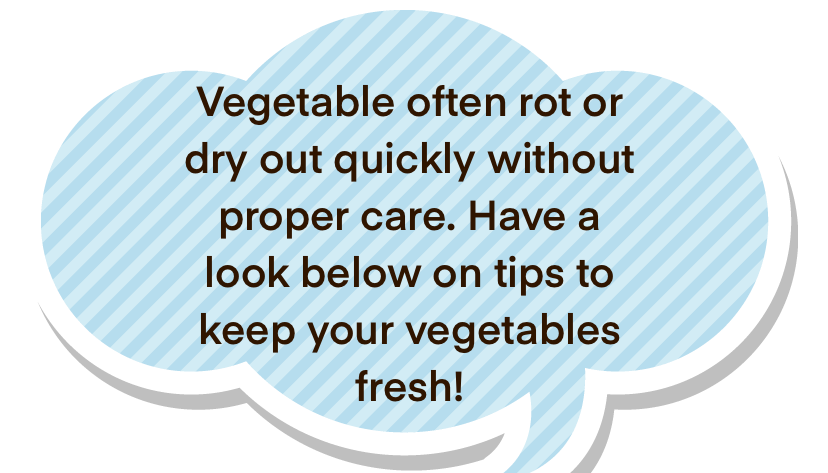 Vegetable often rot or
dry out quickly without
proper care. Have a
look below on tips to
keep your vegetables
fresh!